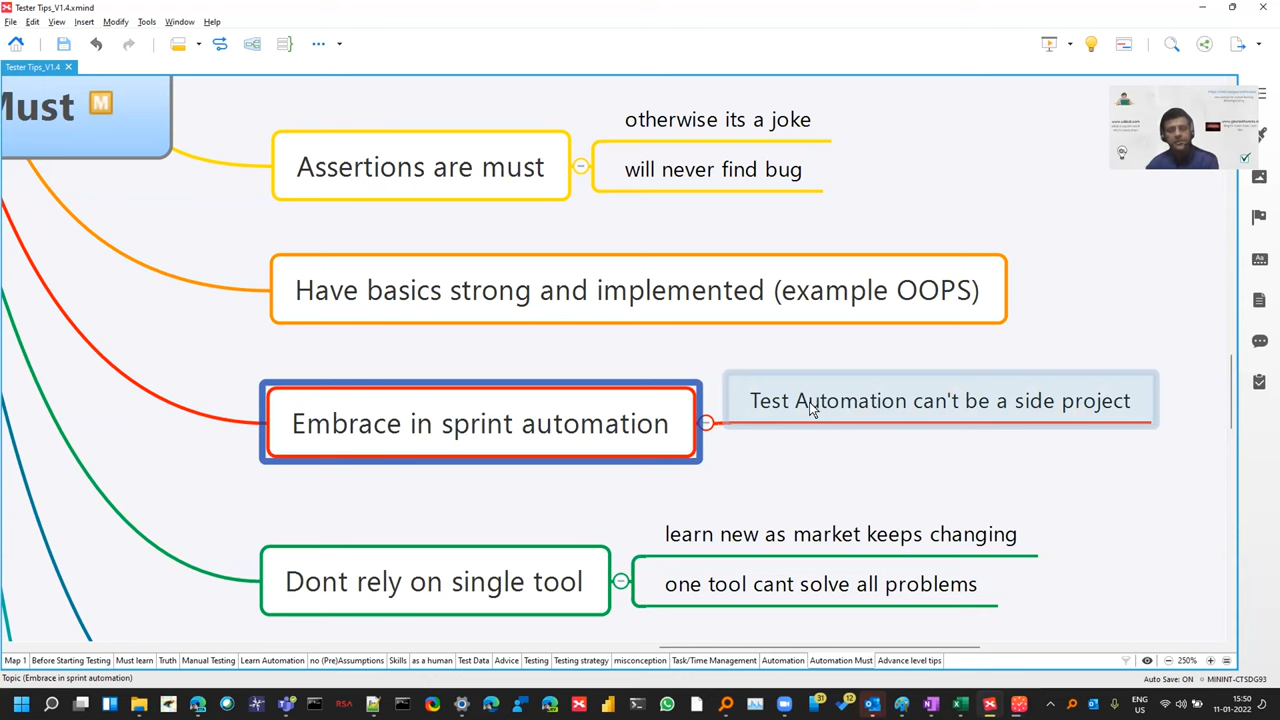 Tester Tips_V1.4.xmind
File Edit View Insert Modify Tools Window Help
Tester Tips_V1.4
Must M
Assertions are must
otherwise its a joke
will never find bug
Have basics strong and implemented (example OOPS)
Embrace in sprint automation
Test Automation can't be a side project
Dont rely on single tool
learn new as market keeps changing
one tool cant solve all problems
Map 1 Before Starting Testing Must learn Truth Manual Testing Learn Automation no (Pre)Assumptions Skills as a human Test Data Advice Testing Testing strategy misconception Task/Time Management Automation Automation Must Advance level tips
250%
Topic (Embrace in sprint automation)
Auto Save: ON MININT-CTSDG93
RSA
31
12
ENG
US
15:50
11-01-2022